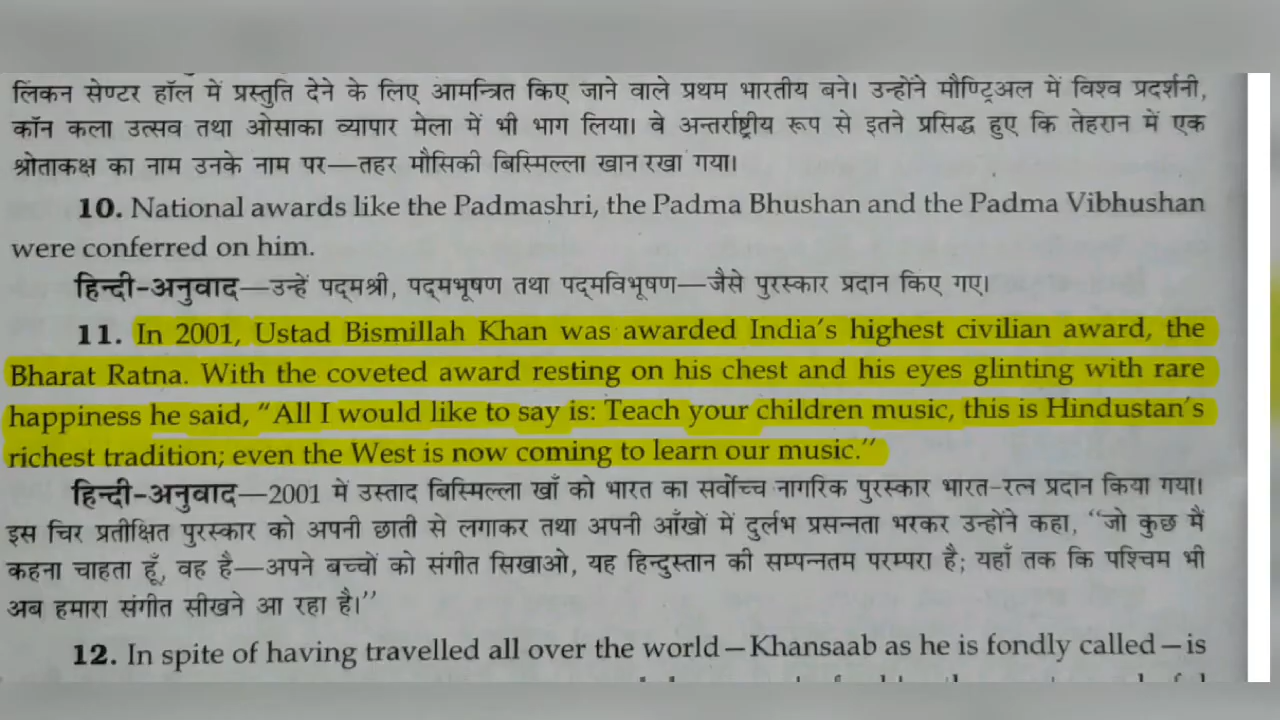 लिंकन सेण्टर हॉल में प्रस्तुति देने के लिए आमन्त्रित किए जाने वाले प्रथम भारतीय बने। उन्होंने मौण्ट्रिअल में विश्व प्रदर्शनी,
कॉन कला उत्सव तथा ओसाका व्यापार मेला में भी भाग लिया। वे अन्तर्राष्ट्रीय रूप से इतने प्रसिद्ध हुए कि तेहरान में एक
श्रोताकक्ष का नाम उनके नाम पर—तहर मौसिकी बिस्मिल्ला खान रखा गया।
10. National awards like the Padmashri, the Padma Bhushan and the Padma Vibhushan
were conferred on him.
हिन्दी-अनुवाद—उन्हें पद्मश्री, पद्मभूषण तथा पद्मविभूषण—जैसे पुरस्कार प्रदान किए गए।
11. In 2001, Ustad Bismillah Khan was awarded India's highest civilian award, the
Bharat Ratna. With the coveted award resting on his chest and his eyes glinting with rare
happiness he said, "All I would like to say is: Teach your children music, this is Hindustan's
richest tradition; even the West is now coming to learn our music."
हिन्दी-अनुवाद—2001 में उस्ताद बिस्मिल्ला खाँ को भारत का सर्वोच्च नागरिक पुरस्कार भारत-रत्न प्रदान किया गया।
इस चिर प्रतीक्षित पुरस्कार को अपनी छाती से लगाकर तथा अपनी आँखों में दुर्लभ प्रसन्नता भरकर उन्होंने कहा, "जो कुछ मैं
कहना चाहता हूँ, वह है—अपने बच्चों को संगीत सिखाओ, यह हिन्दुस्तान की सम्पन्नतम परम्परा है; यहाँ तक कि पश्चिम भी
अब हमारा संगीत सीखने आ रहा है।"
12. In spite of having travelled all over the world—Khansaab as he is fondly called—is